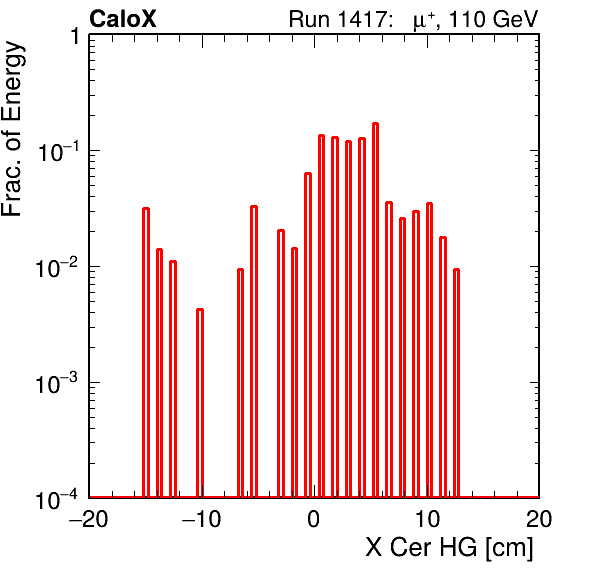 CaloX Run 1417: μ⁺, 110 GeV
Frac. of Energy
1
10⁻¹
10⁻²
10⁻³
10⁻⁴
−20 −10 0 10 20
X Cer HG [cm]